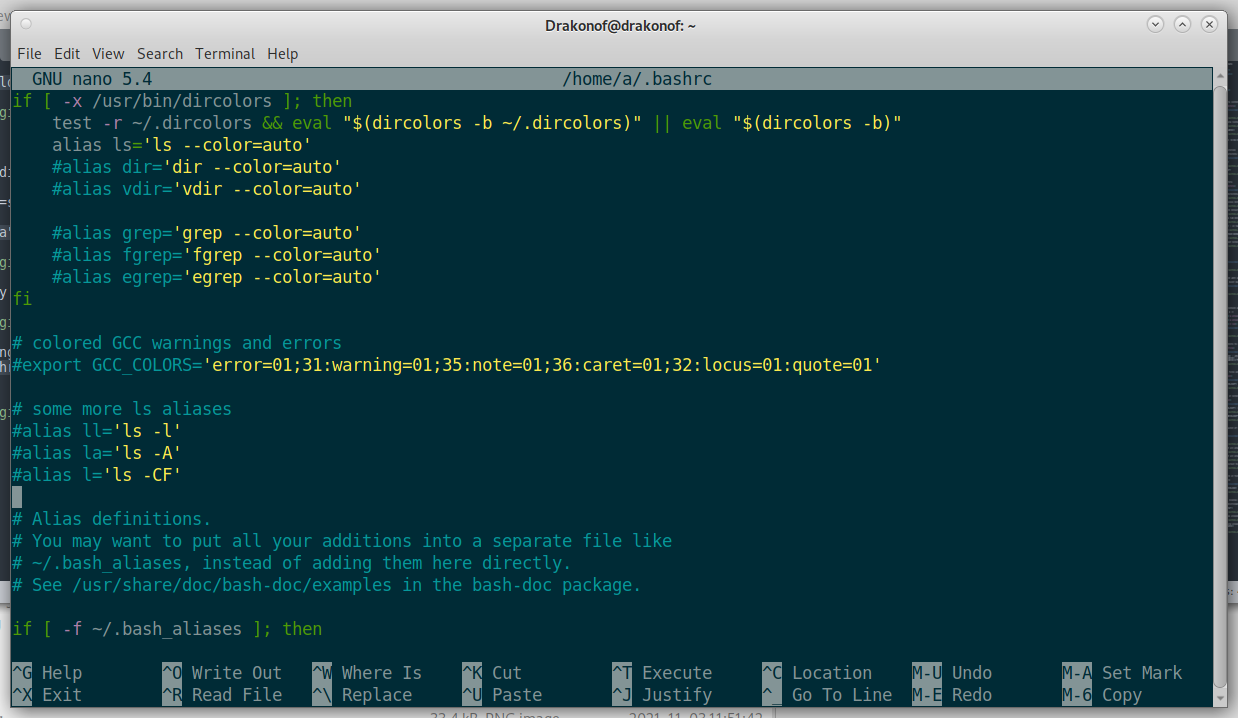 Drakonof@drakonof: ~
File Edit View Search Terminal Help
GNU nano 5.4 /home/a/.bashrc
if [ -x /usr/bin/dircolors ]; then
    test -r ~/.dircolors && eval "$(dircolors -b ~/.dircolors)" || eval "$(dircolors -b)"
    alias ls='ls --color=auto'
    #alias dir='dir --color=auto'
    #alias vdir='vdir --color=auto'
    #alias grep='grep --color=auto'
    #alias fgrep='fgrep --color=auto'
    #alias egrep='egrep --color=auto'
fi
# colored GCC warnings and errors
#export GCC_COLORS='error=01;31:warning=01;35:note=01;36:caret=01;32:locus=01:quote=01'
# some more ls aliases
#alias ll='ls -l'
#alias la='ls -A'
#alias l='ls -CF'
# Alias definitions.
# You may want to put all your additions into a separate file like
# ~/.bash_aliases, instead of adding them here directly.
# See /usr/share/doc/bash-doc/examples in the bash-doc package.
if [ -f ~/.bash_aliases ]; then
^G Help ^O Write Out ^W Where Is ^K Cut ^T Execute ^C Location M-U Undo M-A Set Mark
^X Exit ^R Read File ^\ Replace ^U Paste ^J Justify ^_ Go To Line M-E Redo M-6 Copy